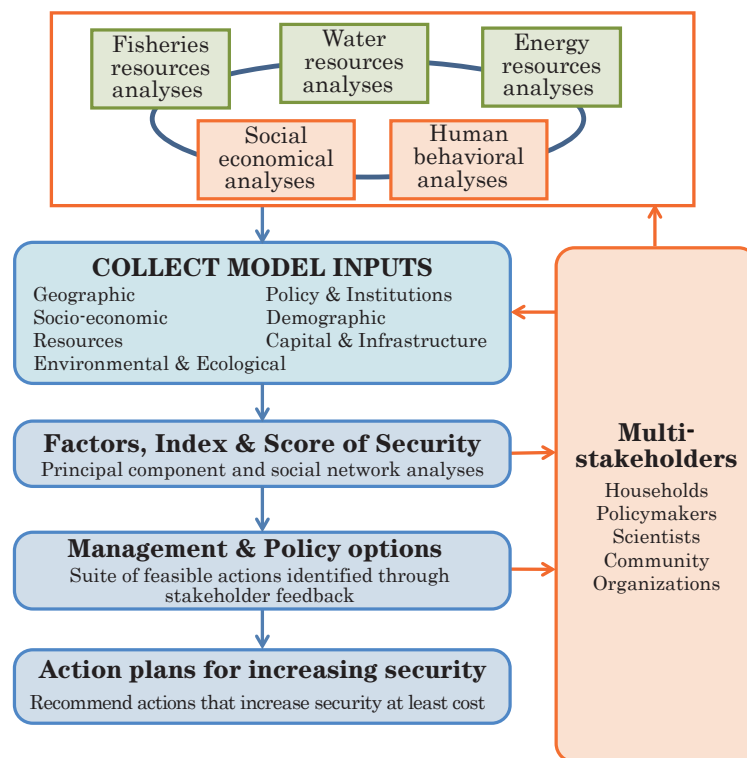 Fisheries
resources
analyses
Water
resources
analyses
Energy
resources
analyses
Social
economical
analyses
Human
behavioral
analyses
COLLECT MODEL INPUTS
Geographic
Policy & Institutions
Socio-economic
Demographic
Resources
Capital & Infrastructure
Environmental & Ecological
Factors, Index & Score of Security
Principal component and social network analyses
Management & Policy options
Suite of feasible actions identified through
stakeholder feedback
Action plans for increasing security
Recommend actions that increase security at least cost
Multi-
stakeholders
Households
Policymakers
Scientists
Community
Organizations